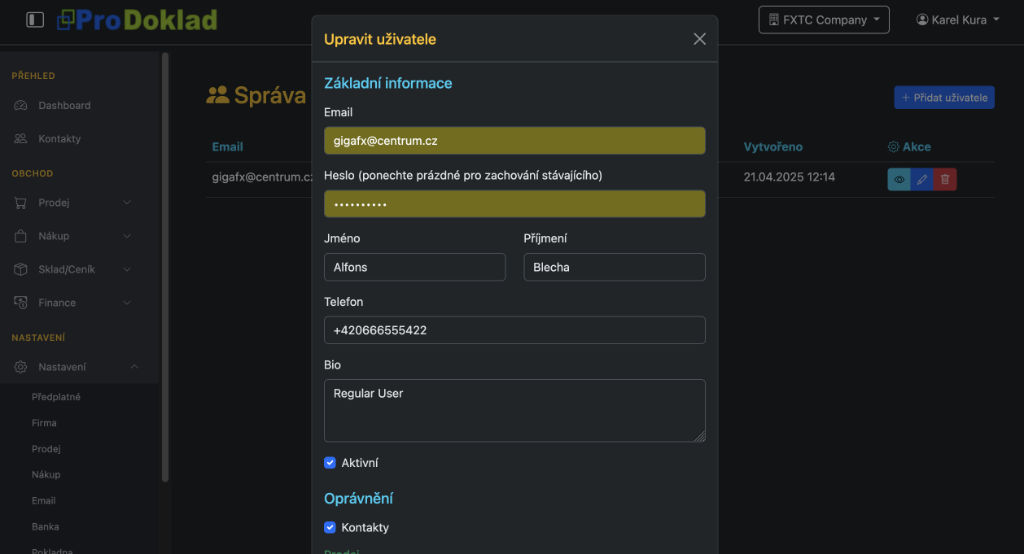 ProDoklad
FXTC Company
Karel Kura
Upravit uživatele
PŘEHLED
Dashboard
Kontakty
OBCHOD
Prodej
Nákup
Sklad/Ceník
Finance
NASTAVENÍ
Nastavení
Předplatné
Firma
Prodej
Nákup
Email
Banka
Pokladna
Správa
+ Přidat uživatele
Email
Vytvořeno
Akce
gigafx@centrum.cz
21.04.2025 12:14
Základní informace
Email
gigafx@centrum.cz
Heslo (ponechte prázdné pro zachování stávajícího)
••••••••••
Jméno
Příjmení
Alfons
Blecha
Telefon
+420666555422
Bio
Regular User
Aktivní
Oprávnění
Kontakty
Prodej